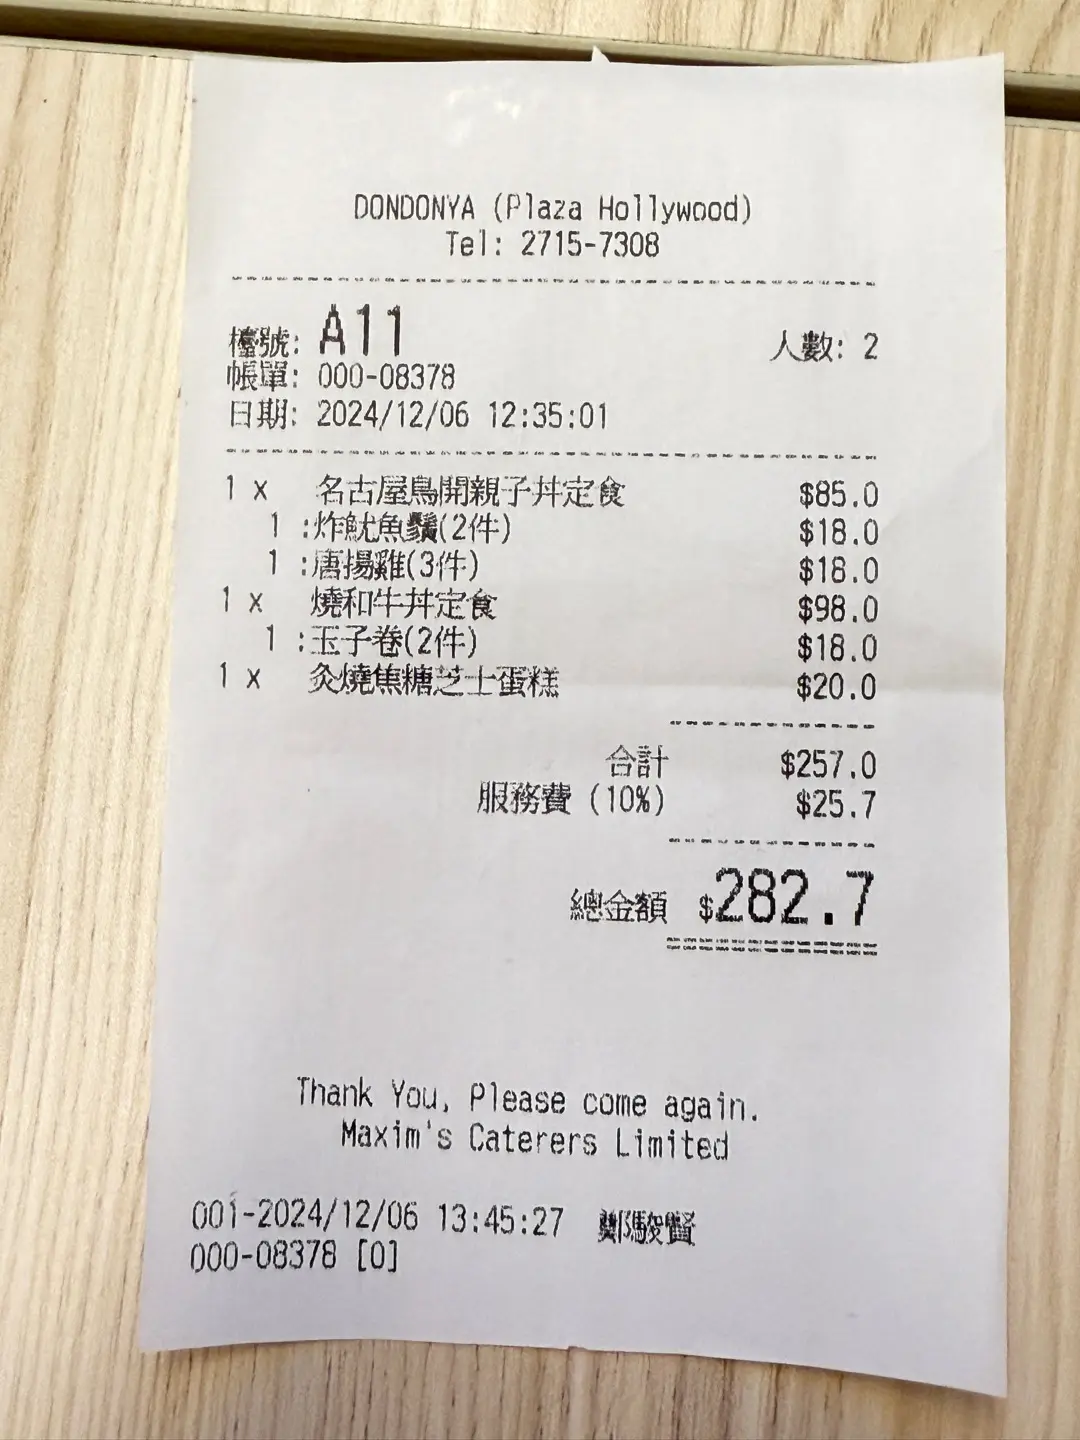 DONDONYA (Plaza Hollywood)
Tel: 2715-7308
檯號: A11 人數: 2
帳單: 000-08378
日期: 2024/12/06 12:35:01
1 x 名古屋鳥開親子丼定食 $85.0
1 :炸魷魚鬚(2件) $18.0
1 :唐揚雞(3件) $18.0
1 x 燒和牛丼定食 $98.0
1 :玉子卷(2件) $18.0
1 x 灸燒焦糖芝士蛋糕 $20.0
合計 $257.0
服務費 (10%) $25.7
總金額 $282.7
Thank You, Please come again.
Maxim's Caterers Limited
001-2024/12/06 13:45:27 鄭駿賢
000-08378 [0]